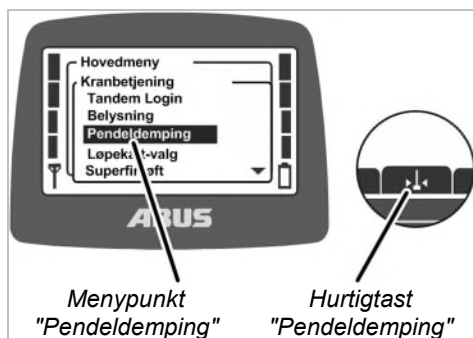 Hovedmeny
Kranbetjening
Tandem Login
Belysning
Pendeldemping
Løpekatt-valg
Superfinløft
ABUS
Menypunkt
"Pendeldemping"
Hurtigtast
"Pendeldemping"